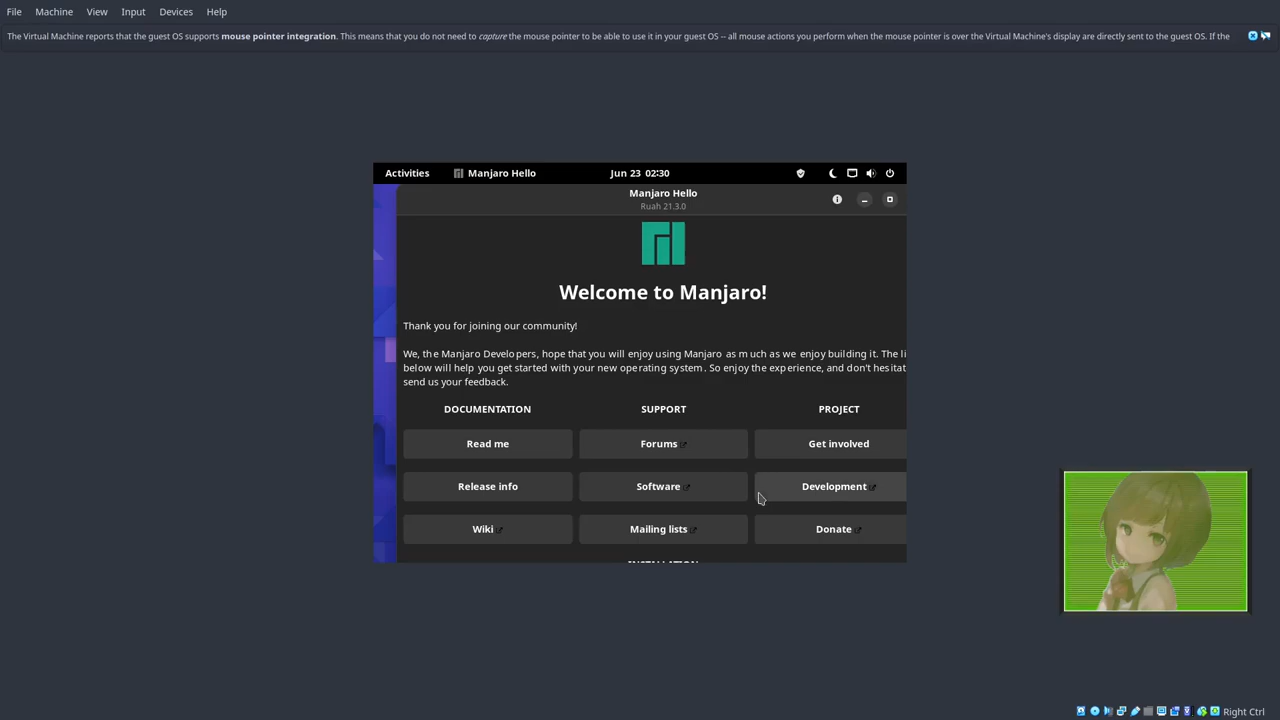 File Machine View Input Devices Help
The Virtual Machine reports that the guest OS supports mouse pointer integration. This means that you do not need to capture the mouse pointer to be able to use it in your guest OS -- all mouse actions you perform when the mouse pointer is over the Virtual Machine's display are directly sent to the guest OS. If the
Activities Manjaro Hello Jun 23 02:30
Manjaro Hello
Ruah 21.3.0
Welcome to Manjaro!
Thank you for joining our community!
We, the Manjaro Developers, hope that you will enjoy using Manjaro as much as we enjoy building it. The li
below will help you get started with your new operating system. So enjoy the experience, and don't hesitat
send us your feedback.
DOCUMENTATION SUPPORT PROJECT
Read me Forums Get involved
Release info Software Development
Wiki Mailing lists Donate
INSTALLATION
Right Ctrl